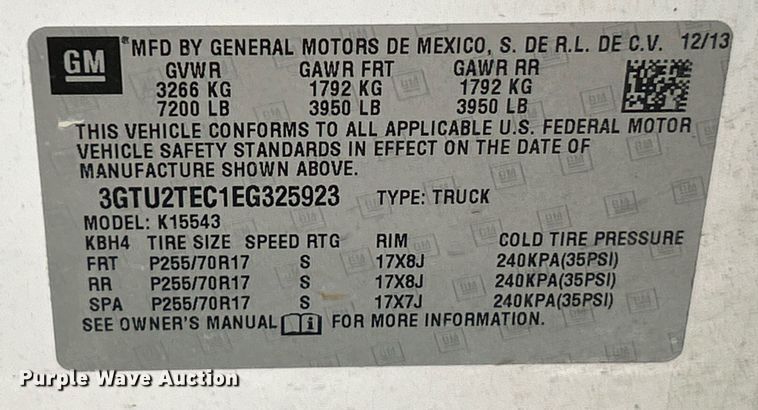 GM
®MFD BY GENERAL MOTORS DE MEXICO, S. DE R.L. DE C.V. 12/13
GVWR GAWR FRT GAWR RR
3266 KG 1792 KG 1792 KG
7200 LB 3950 LB 3950 LB
THIS VEHICLE CONFORMS TO ALL APPLICABLE U.S. FEDERAL MOTOR
VEHICLE SAFETY STANDARDS IN EFFECT ON THE DATE OF
MANUFACTURE SHOWN ABOVE.
3GTU2TEC1EG325923 TYPE: TRUCK
MODEL: K15543
KBH4 TIRE SIZE SPEED RTG RIM COLD TIRE PRESSURE
FRT P255/70R17 S 17X8J 240KPA(35PSI)
RR P255/70R17 S 17X8J 240KPA(35PSI)
SPA P255/70R17 S 17X7J 240KPA(35PSI)
SEE OWNER'S MANUAL i FOR MORE INFORMATION.
Purple Wave Auction